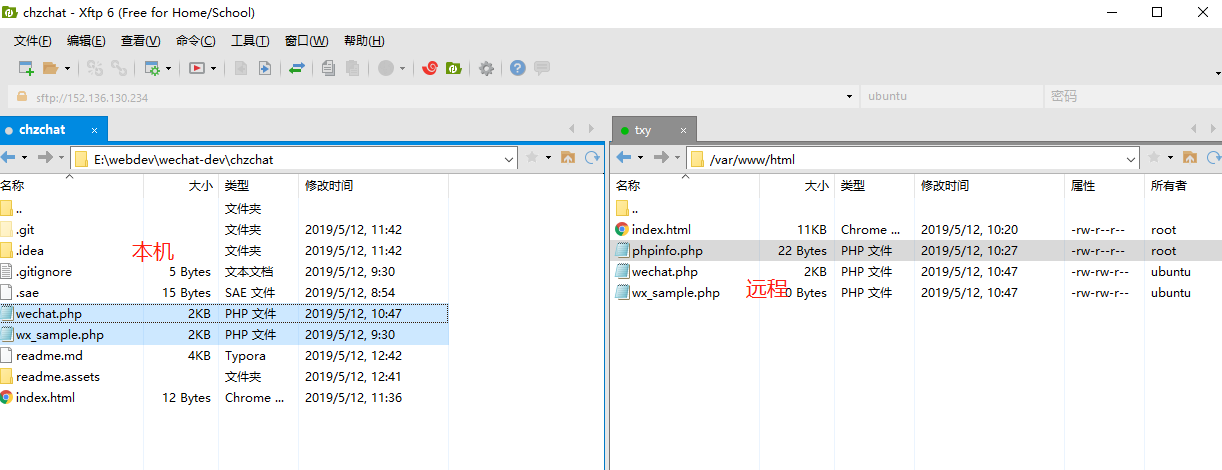 chzchat - Xftp 6 (Free for Home/School)
文件(F) 编辑(E) 查看(V) 命令(C) 工具(T) 窗口(W) 帮助(H)
sftp://152.136.130.234 ubuntu 密码
chzchat
E:\webdev\wechat-dev\chzchat
名称 大小 类型 修改时间
.. 文件夹
.git 文件夹 2019/5/12, 11:42
.idea 文件夹 2019/5/12, 11:42
本机
.gitignore 5 Bytes 文本文档 2019/5/12, 9:30
.sae 15 Bytes SAE 文件 2019/5/12, 8:54
wechat.php 2KB PHP 文件 2019/5/12, 10:47
wx_sample.php 2KB PHP 文件 2019/5/12, 9:30
readme.md 4KB Typora 2019/5/12, 12:42
readme.assets 文件夹 2019/5/12, 12:41
index.html 12 Bytes Chrome ... 2019/5/12, 11:36
txy
/var/www/html
名称 大小 类型 修改时间 属性 所有者
..
index.html 11KB Chrome ... 2019/5/12, 10:20 -rw-r--r-- root
phpinfo.php 22 Bytes PHP 文件 2019/5/12, 10:27 -rw-r--r-- root
wechat.php 2KB PHP 文件 2019/5/12, 10:47 -rw-rw-r-- ubuntu
wx_sample.php 0 Bytes PHP 文件 2019/5/12, 10:47 -rw-rw-r-- ubuntu
远程